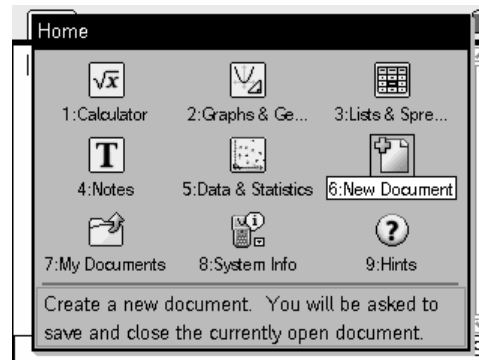 Home
1:Calculator 2:Graphs & Ge... 3:Lists & Spre...
4:Notes 5:Data & Statistics 6:New Document
7:My Documents 8:System Info 9:Hints
Create a new document. You will be asked to
save and close the currently open document.